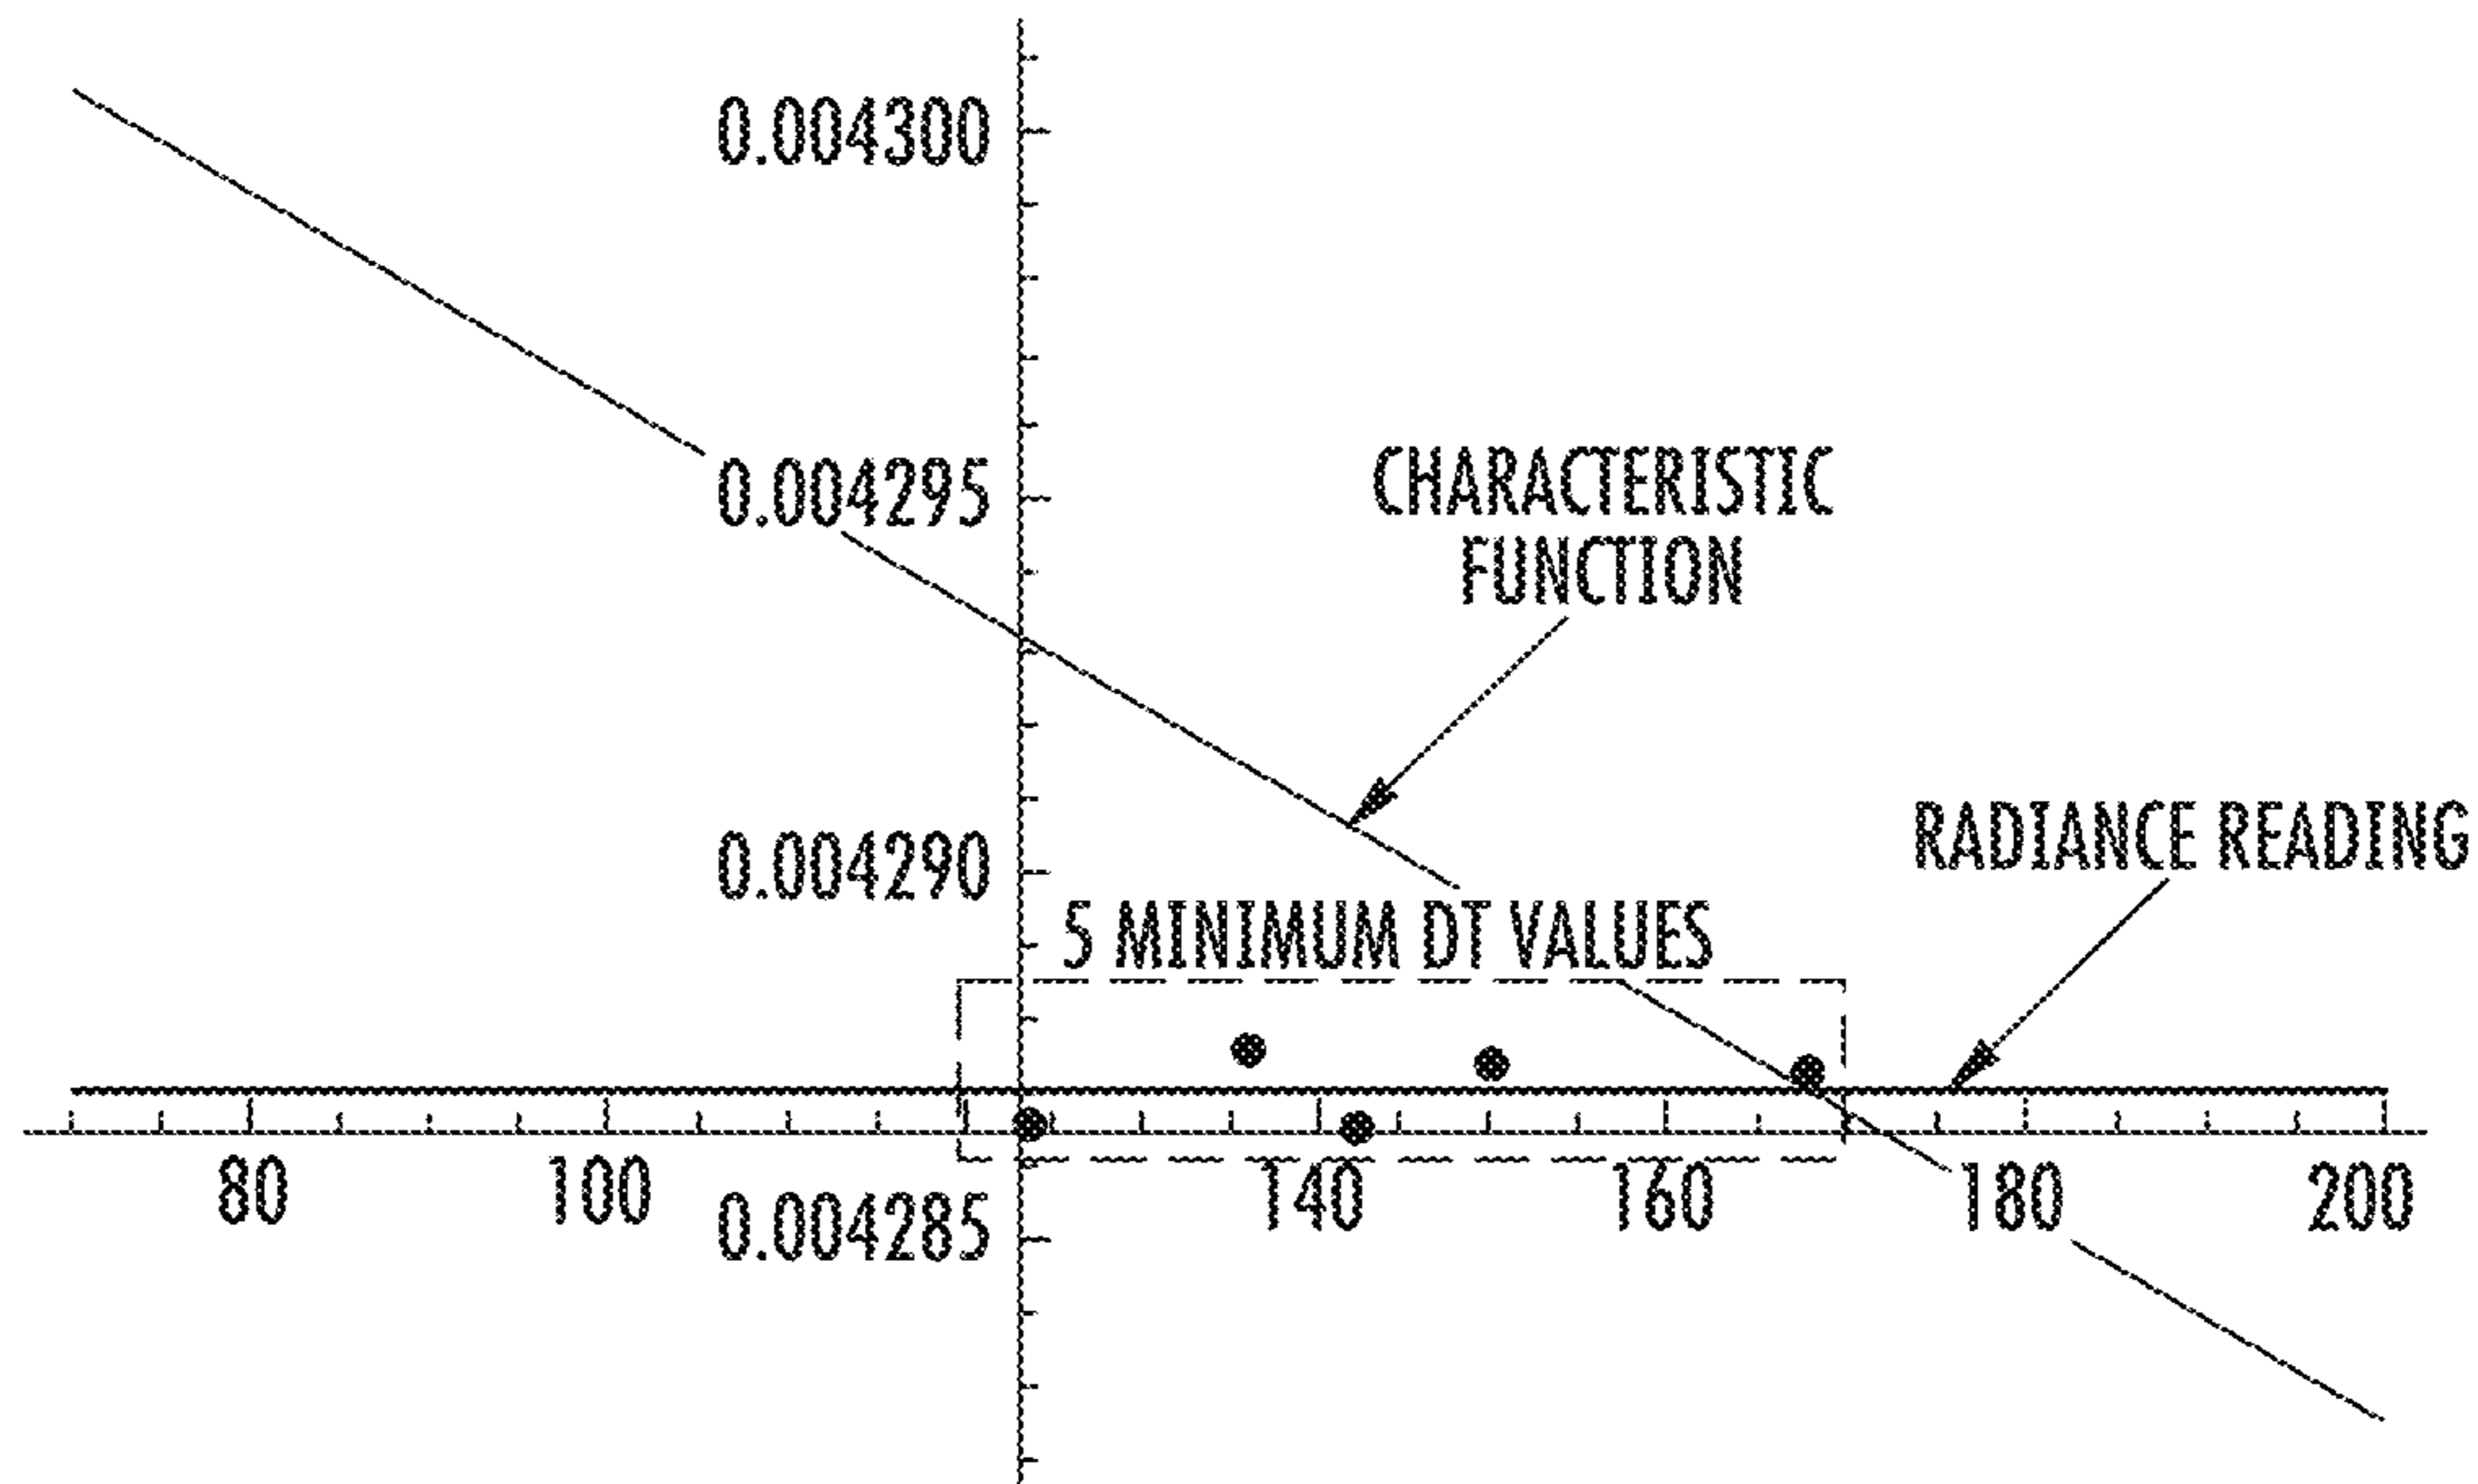 0.004300
0.004295
CHARACTERISTIC
FUNCTION
0.004290
RADIANCE READING
5 MINIMUM DT VALUES
80
100
140
160
180
200
0.004285